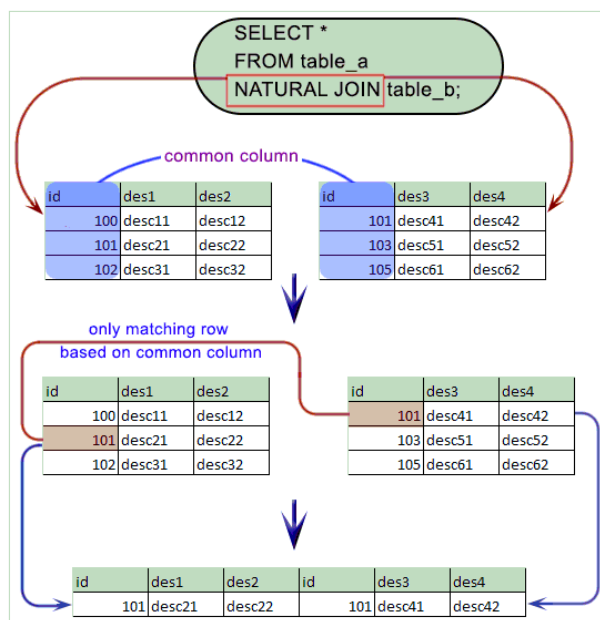 SELECT *
FROM table_a
NATURAL JOIN table_b;
common column
id des1 des2
100 desc11 desc12
101 desc21 desc22
102 desc31 desc32
id des3 des4
101 desc41 desc42
103 desc51 desc52
105 desc61 desc62
only matching row
based on common column
id des1 des2
100 desc11 desc12
101 desc21 desc22
102 desc31 desc32
id des3 des4
101 desc41 desc42
103 desc51 desc52
105 desc61 desc62
id des1 des2 id des3 des4
101 desc21 desc22 101 desc41 desc42